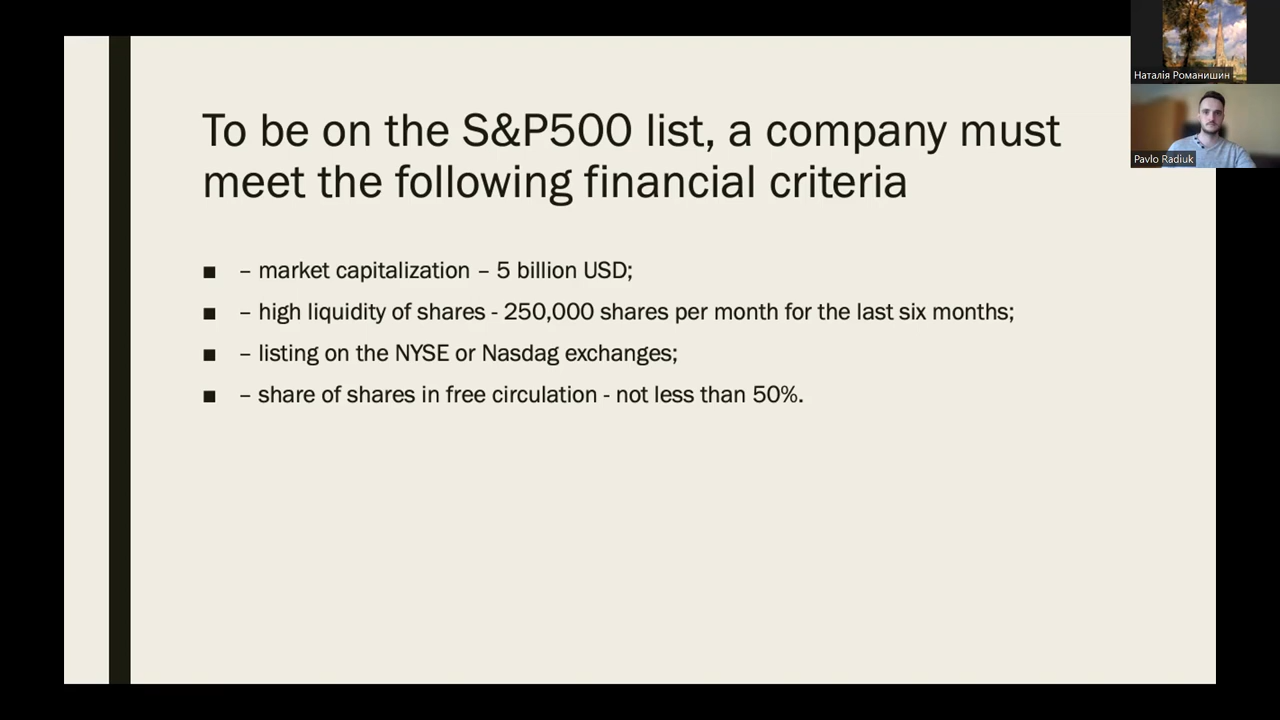 To be on the S&P500 list, a company must
meet the following financial criteria
■ – market capitalization – 5 billion USD;
■ – high liquidity of shares - 250,000 shares per month for the last six months;
■ – listing on the NYSE or Nasdag exchanges;
■ – share of shares in free circulation - not less than 50%.
Наталія Романишин
Pavlo Radiuk